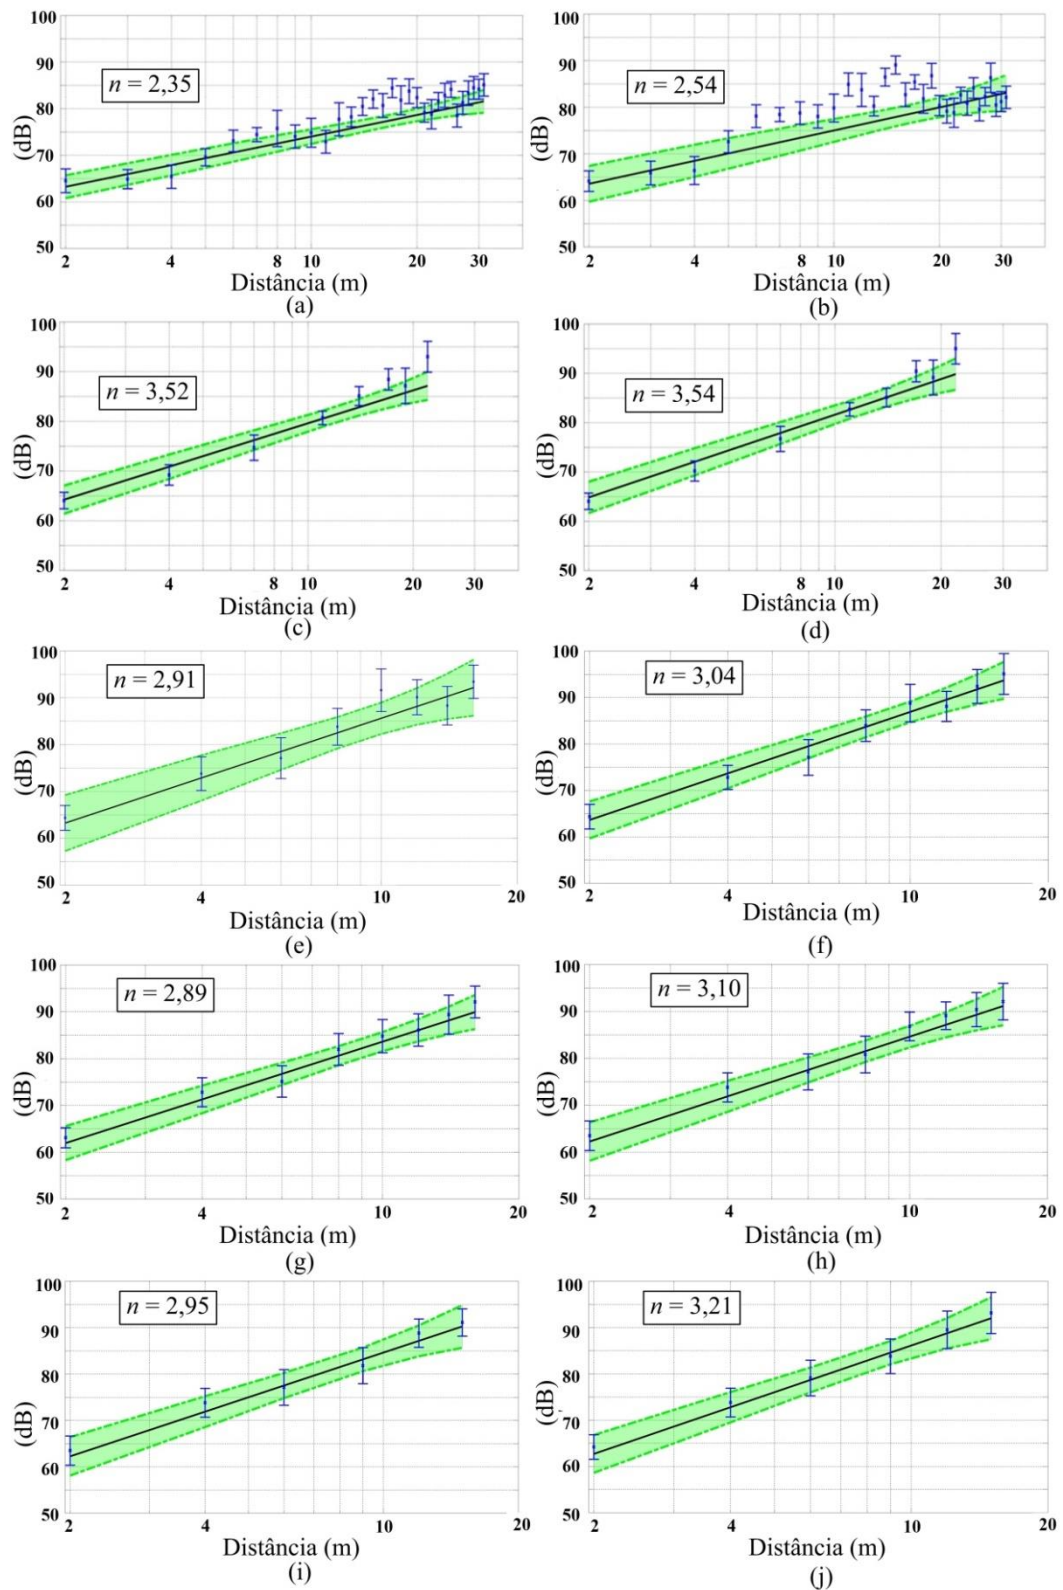 100
90
n = 2,35
80
(dB)
70
60
50
2
4
8
10
20
30
Distância (m)
(a)
100
90
n = 2,54
80
(dB)
70
60
50
2
4
8
10
20
30
Distância (m)
(b)
100
90
n = 3,52
80
(dB)
70
60
50
2
4
8
10
20
30
Distância (m)
(c)
100
90
n = 3,54
80
(dB)
70
60
50
2
4
8
10
20
30
Distância (m)
(d)
100
n = 2,91
90
80
(dB)
70
60
50
2
4
10
20
Distância (m)
(e)
100
n = 3,04
90
80
(dB)
70
60
50
2
4
10
20
Distância (m)
(f)
100
n = 2,89
90
80
(dB)
70
60
50
2
4
10
20
Distância (m)
(g)
100
n = 3,10
90
80
(dB)
70
60
50
2
4
10
20
Distância (m)
(h)
100
n = 2,95
90
80
(dB)
70
60
50
2
4
10
20
Distância (m)
(i)
100
n = 3,21
90
80
(dB)
70
60
50
2
4
10
20
Distância (m)
(j)